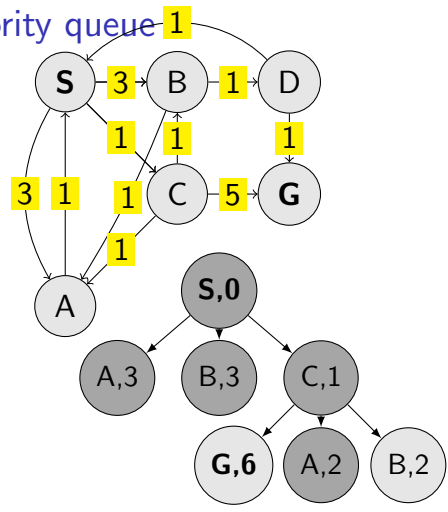 ority queue
1
S 3 B 1 D
1 1 1
3 1 1 C 5 G
1
A
S,0
A,3 B,3 C,1
G,6 A,2 B,2